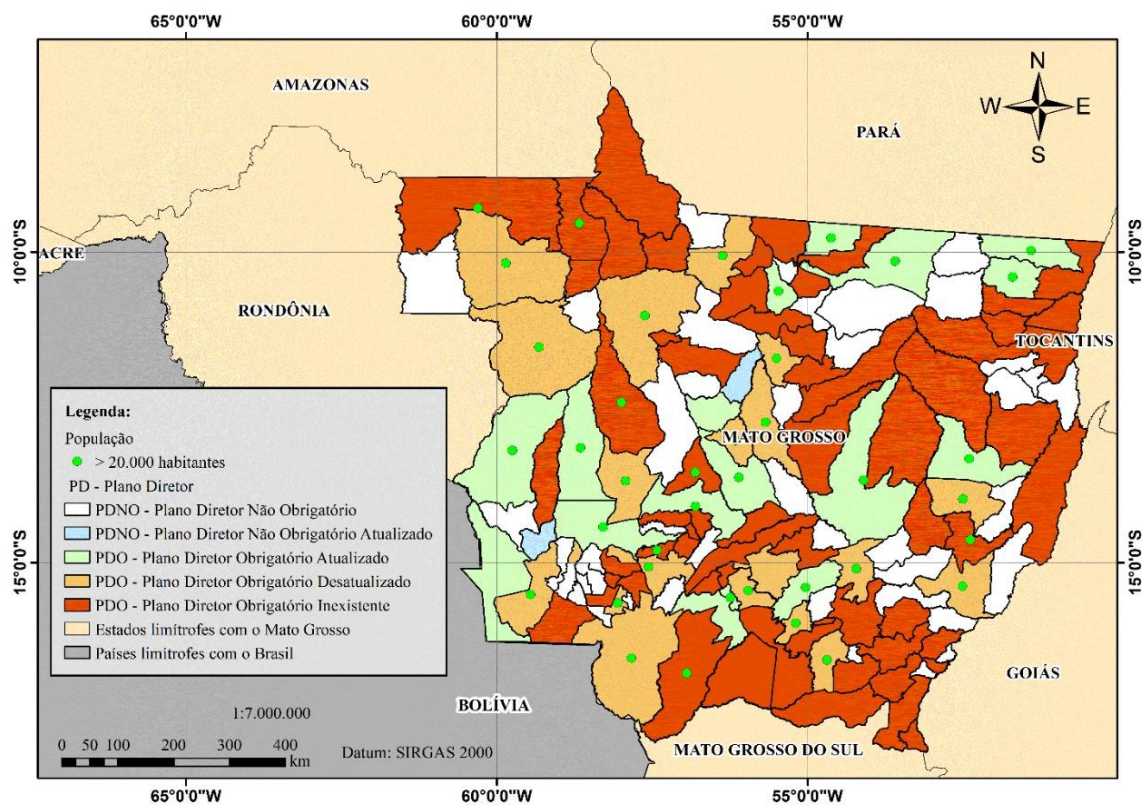 65°0'0"W 60°0'0"W 55°0'0"W
AMAZONAS
N
W E
S
PARÁ
10°0'0"S
10°0'0"S
ACRE
RONDÔNIA
TOCANTINS
MATO GROSSO
Legenda:
População
> 20.000 habitantes
PD - Plano Diretor
PDNO - Plano Diretor Não Obrigatório
PDNO - Plano Diretor Não Obrigatório Atualizado
PDO - Plano Diretor Obrigatório Atualizado
PDO - Plano Diretor Obrigatório Desatualizado
PDO - Plano Diretor Obrigatório Inexistente
Estados limítrofes com o Mato Grosso
Países limítrofes com o Brasil
15°0'0"S
15°0'0"S
GOIÁS
BOLÍVIA
1:7.000.000
0 50 100 200 300 400
km
Datum: SIRGAS 2000
MATO GROSSO DO SUL
65°0'0"W 60°0'0"W 55°0'0"W